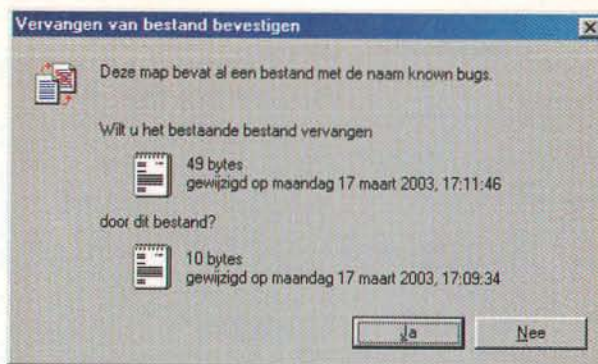 Vervangen van bestand bevestigen
Deze map bevat al een bestand met de naam known bugs.
Wilt u het bestaande bestand vervangen
49 bytes
gewijzigd op maandag 17 maart 2003, 17:11:46
door dit bestand?
10 bytes
gewijzigd op maandag 17 maart 2003, 17:09:34
Ja
Nee